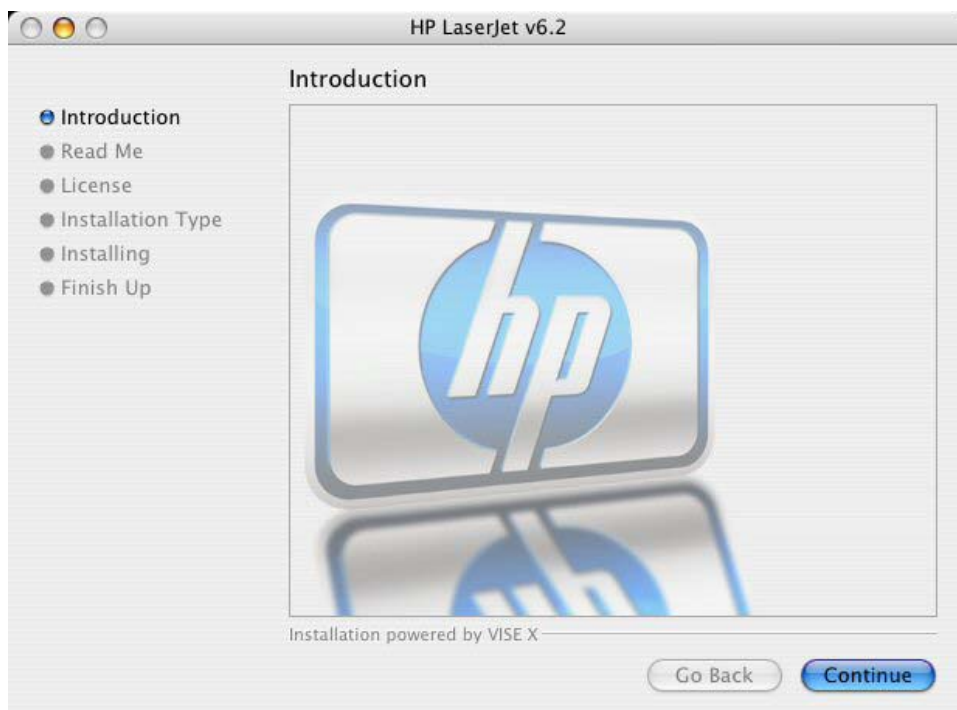 HP LaserJet v6.2
Introduction
Introduction
Read Me
License
Installation Type
Installing
Finish Up
hp
Installation powered by VISE X
Go Back
Continue